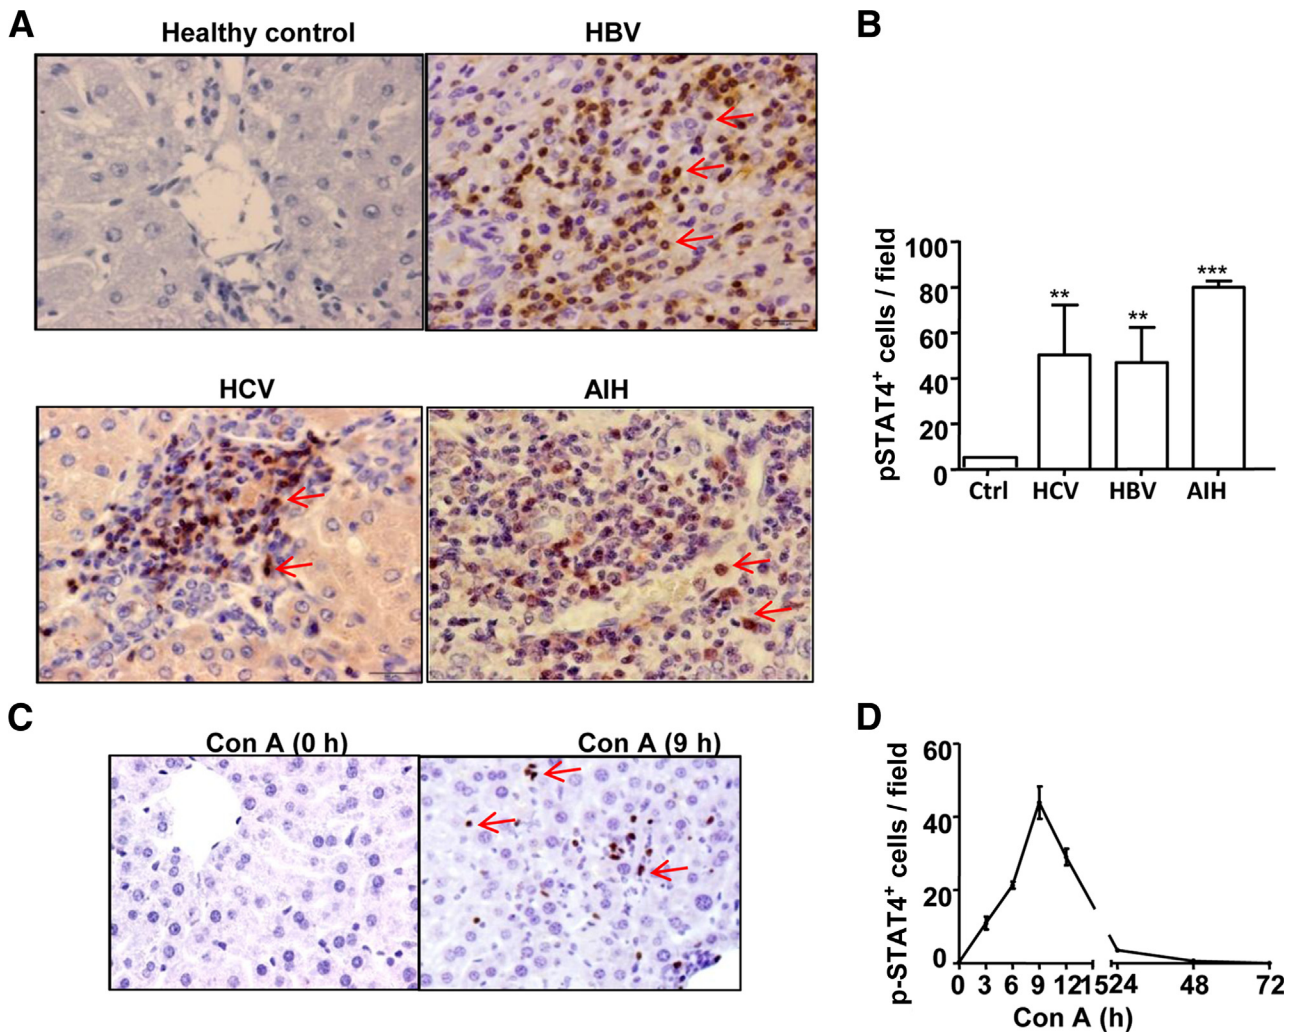 A
Healthy control
HBV
HCV
AIH
B
pSTAT4+ cells / field
100
80
60
40
20
0
**
**
***
Ctrl HCV HBV AIH
C
Con A (0 h)
Con A (9 h)
D
p-STAT4+ cells / field
60
40
20
0
0 3 6 9 12 15 24 48 72
Con A (h)